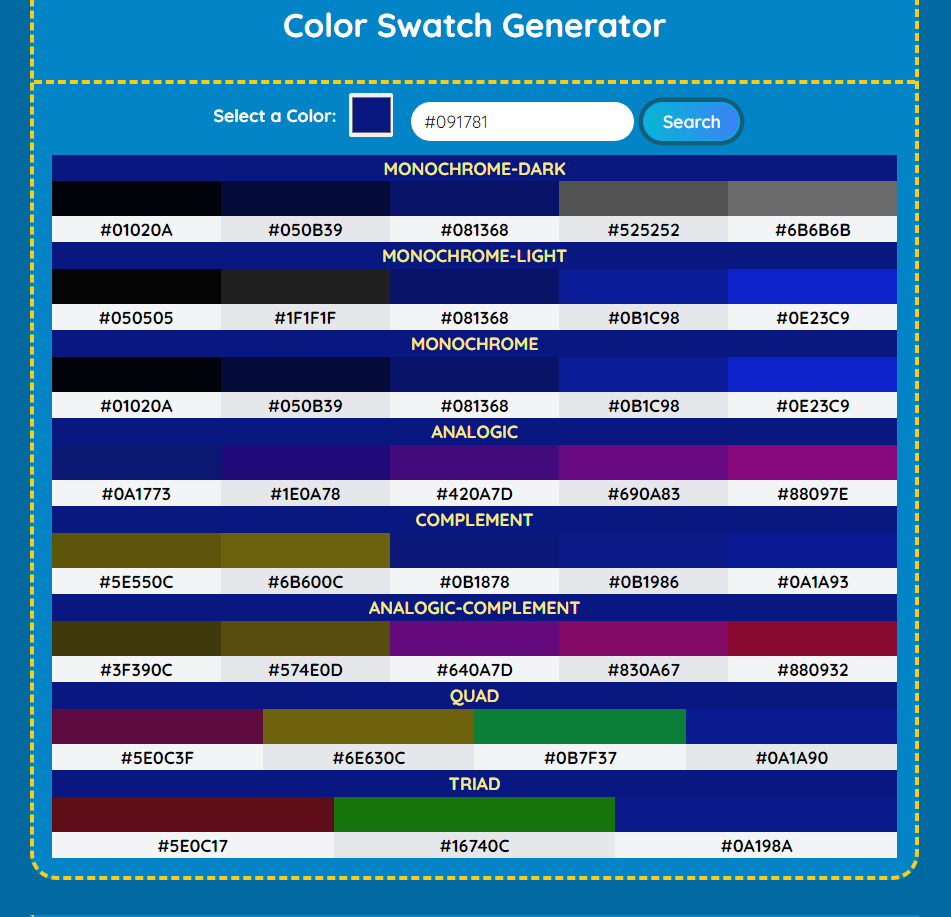 Color Swatch Generator
Select a Color: #091781 Search
MONOCHROME-DARK
#01020A #050B39 #081368 #525252 #6B6B6B
MONOCHROME-LIGHT
#050505 #1F1F1F #081368 #0B1C98 #0E23C9
MONOCHROME
#01020A #050B39 #081368 #0B1C98 #0E23C9
ANALOGIC
#0A1773 #1E0A78 #420A7D #690A83 #88097E
COMPLEMENT
#5E550C #6B600C #0B1878 #0B1986 #0A1A93
ANALOGIC-COMPLEMENT
#3F390C #574E0D #640A7D #830A67 #880932
QUAD
#5E0C3F #6E630C #0B7F37 #0A1A90
TRIAD
#5E0C17 #16740C #0A198A